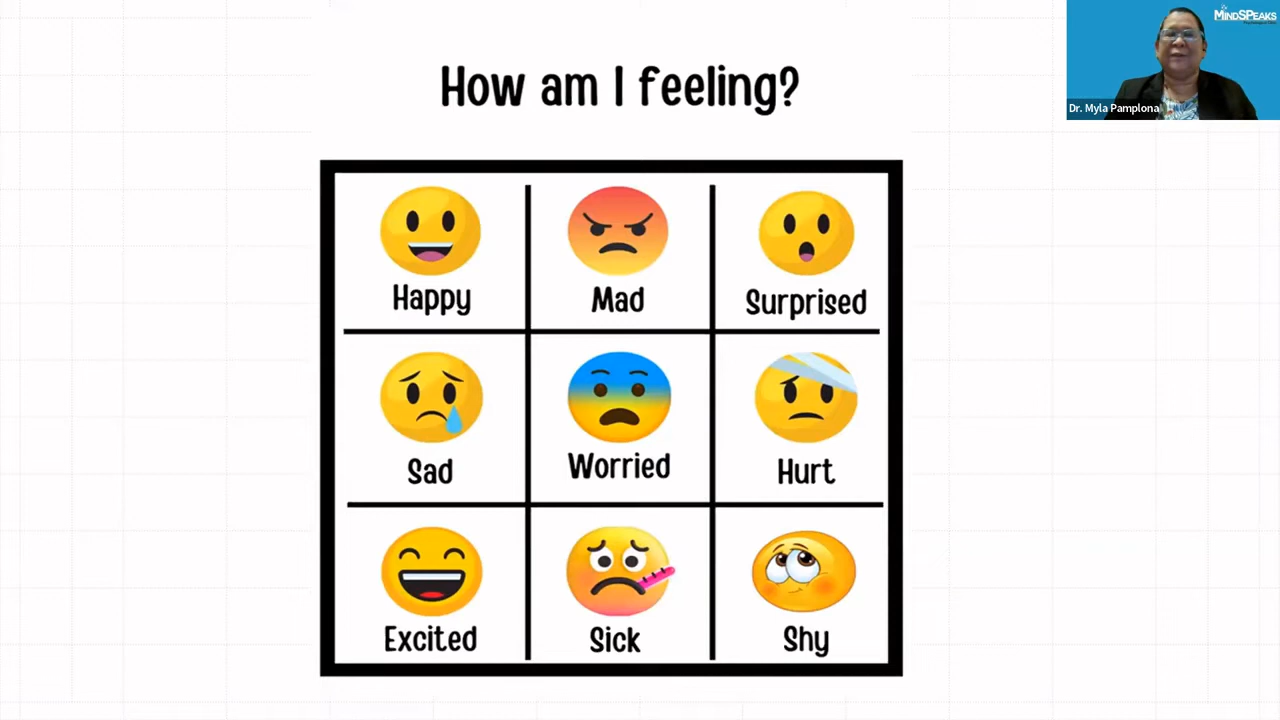 How am I feeling?
MINDSPEAKS
Dr. Myla Pamplona
Happy
Mad
Surprised
Sad
Worried
Hurt
Excited
Sick
Shy